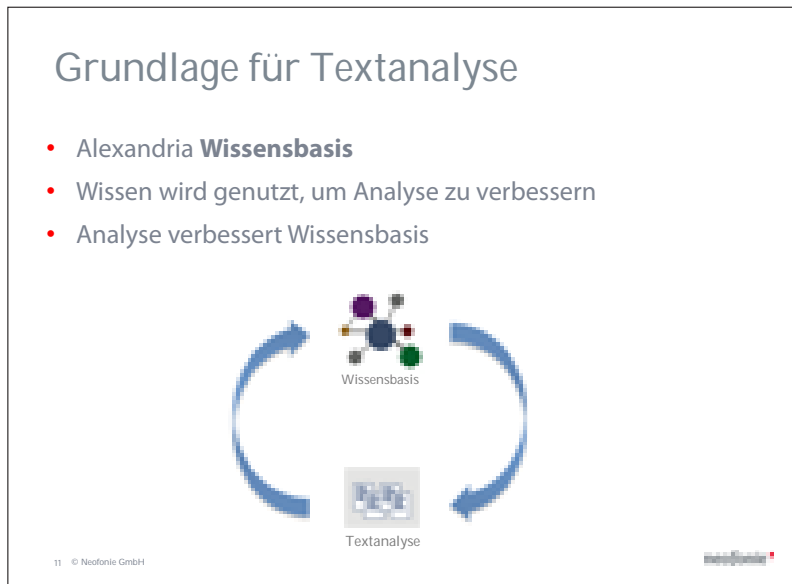 Grundlage für Textanalyse
• Alexandria Wissensbasis
• Wissen wird genutzt, um Analyse zu verbessern
• Analyse verbessert Wissensbasis
Wissensbasis
Textanalyse
11 © Neofonie GmbH
neofonie